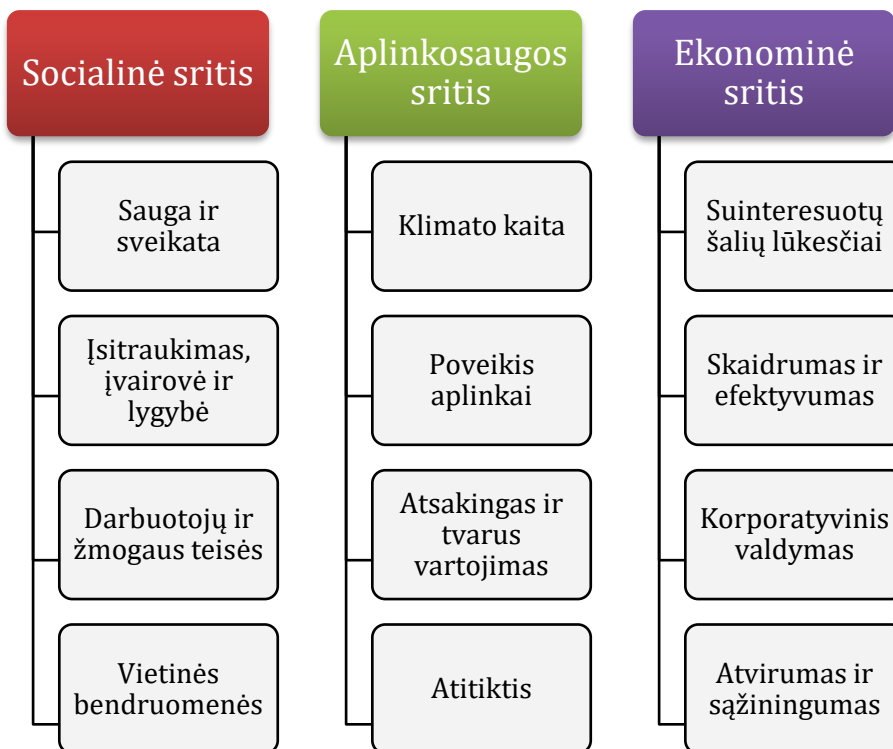 Socialinė sritis
Sauga ir
sveikata
Įsitraukimas,
įvairovė ir
lygybė
Darbuotojų ir
žmogaus teisės
Vietinės
bendruomenės
Aplinkosaugos
sritis
Klimato kaita
Poveikis
aplinkai
Atsakingas ir
tvarus
vartojimas
Atitiktis
Ekonominė
sritis
Suinteresuotų
šalių lūkesčiai
Skaidrumas ir
efektyvumas
Korporatyvinis
valdymas
Atvirumas ir
sąžiningumas